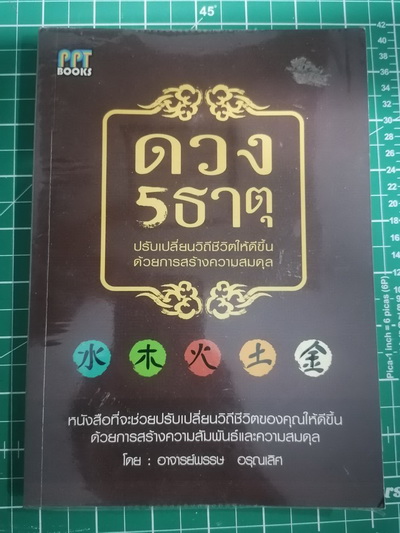 PPT
BOOKS
45°
ดวง
5ธาตุ
ปรับเปลี่ยนวิถีชีวิตให้ดีขึ้น
ด้วยการสร้างความสมดุล
水 木 火 土 金
หนังสือที่จะช่วยปรับเปลี่ยนวิถีชีวิตของคุณให้ดีขึ้น
ด้วยการสร้างความสัมพันธ์และความสมดุล
โดย : อาจารย์พรรษ อรุณเลิศ
Pica-1 Inch = 6 picas (6P)